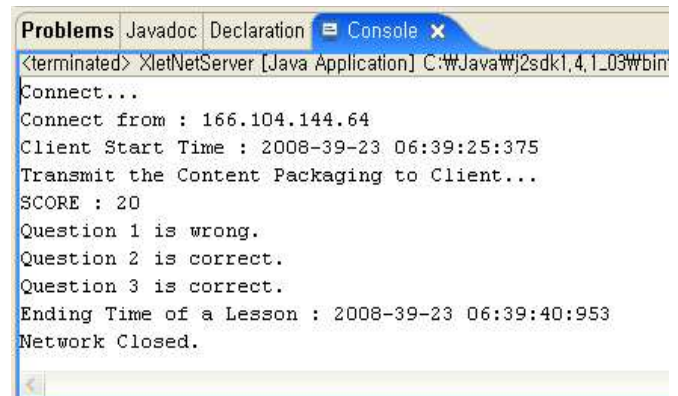 Problems Javadoc Declaration Console
<terminated> XletNetServer [Java Application] C:₩Java₩j2sdk1,4,1_03₩bin
Connect...
Connect from : 166.104.144.64
Client Start Time : 2008-39-23 06:39:25:375
Transmit the Content Packaging to Client...
SCORE : 20
Question 1 is wrong.
Question 2 is correct.
Question 3 is correct.
Ending Time of a Lesson : 2008-39-23 06:39:40:953
Network Closed.